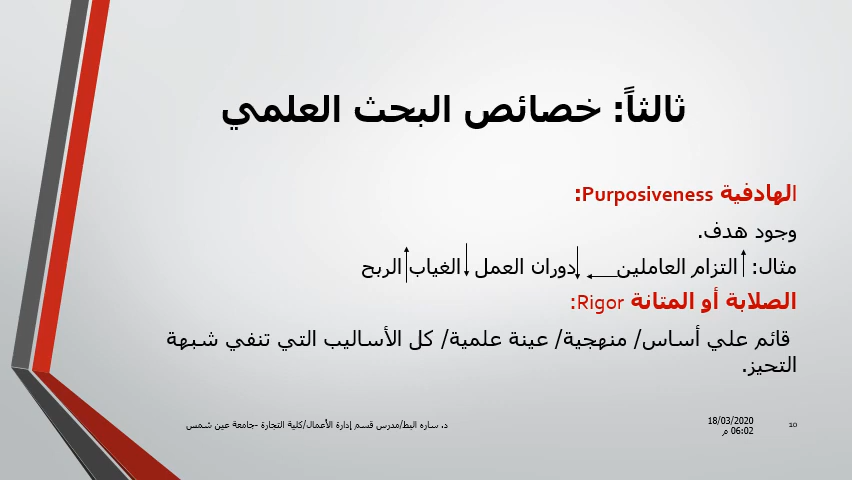 ثالثاً: خصائص البحث العلمي
الهادفية Purposiveness:
وجود هدف.
مثال: ↑ التزام العاملين ← ↓ دوران العمل ↓ الغياب ↑ الربح
الصلابة أو المتانة Rigor:
قائم علي أساس/ منهجية/ عينة علمية/ كل الأساليب التي تنفي شبهة
التحيز.
د. ساره البط/مدرس قسم إدارة الأعمال/كلية التجارة -جامعة عين شمس
18/03/2020
06:02 م
10